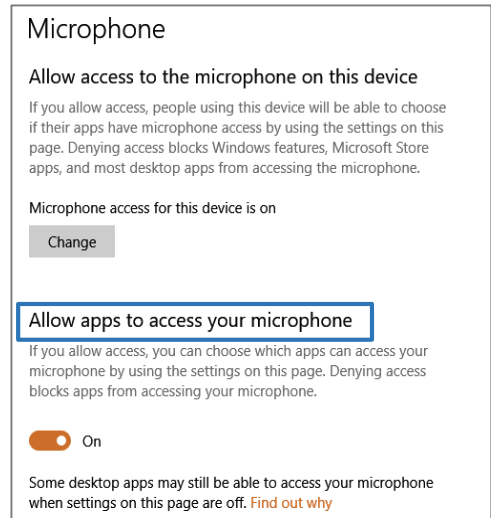 Microphone
Allow access to the microphone on this device
If you allow access, people using this device will be able to choose
if their apps have microphone access by using the settings on this
page. Denying access blocks Windows features, Microsoft Store
apps, and most desktop apps from accessing the microphone.
Microphone access for this device is on
Change
Allow apps to access your microphone
If you allow access, you can choose which apps can access your
microphone by using the settings on this page. Denying access
blocks apps from accessing your microphone.
On
Some desktop apps may still be able to access your microphone
when settings on this page are off. Find out why